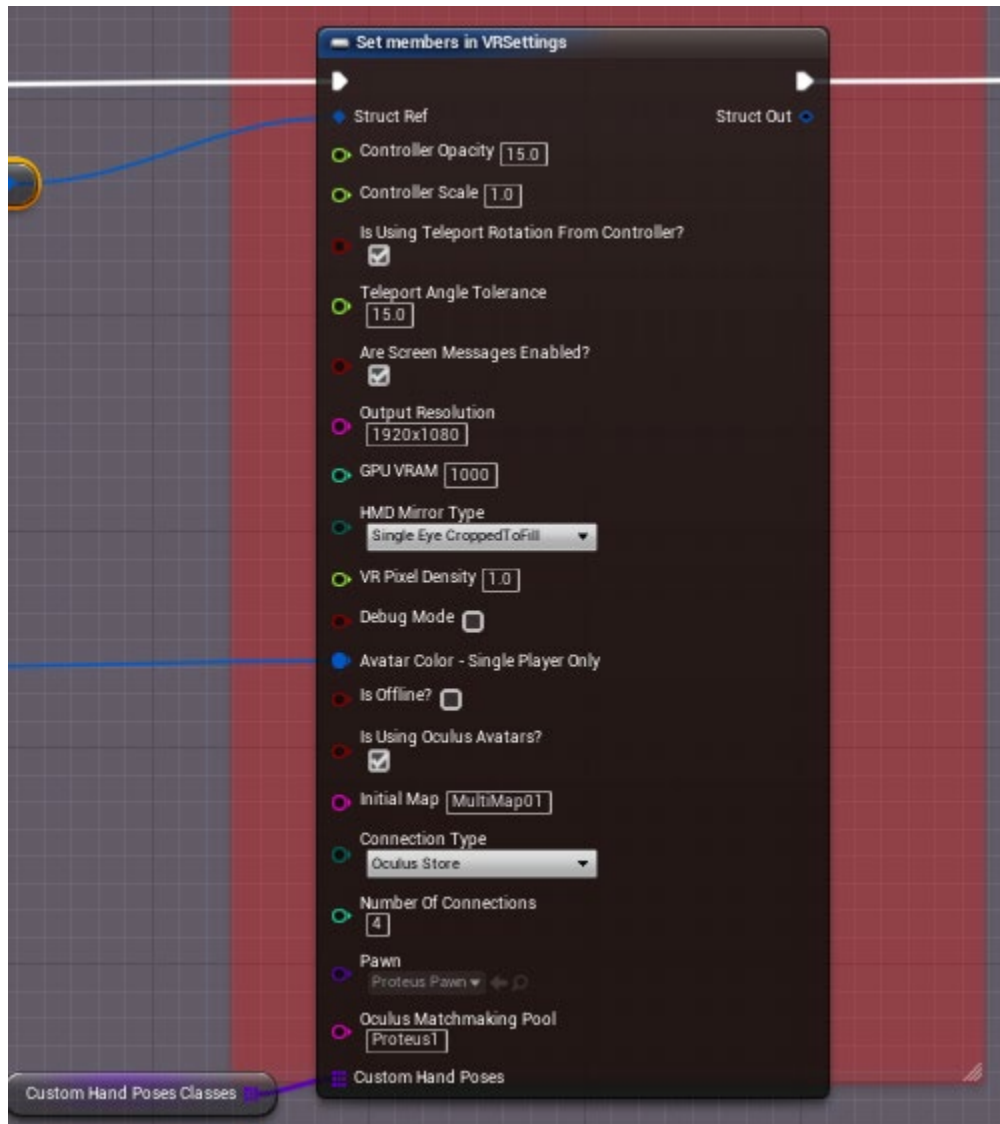 Set members in VRSettings
Struct Ref
Struct Out
Controller Opacity 15.0
Controller Scale 1.0
Is Using Teleport Rotation From Controller?
Teleport Angle Tolerance
15.0
Are Screen Messages Enabled?
Output Resolution
1920x1080
GPU VRAM 1000
HMD Mirror Type
Single Eye CroppedToFill
VR Pixel Density 1.0
Debug Mode
Avatar Color - Single Player Only
Is Offline?
Is Using Oculus Avatars?
Initial Map MultiMap01
Connection Type
Oculus Store
Number Of Connections
4
Pawn
Proteus Pawn
Oculus Matchmaking Pool
Proteus1
Custom Hand Poses
Custom Hand Poses Classes